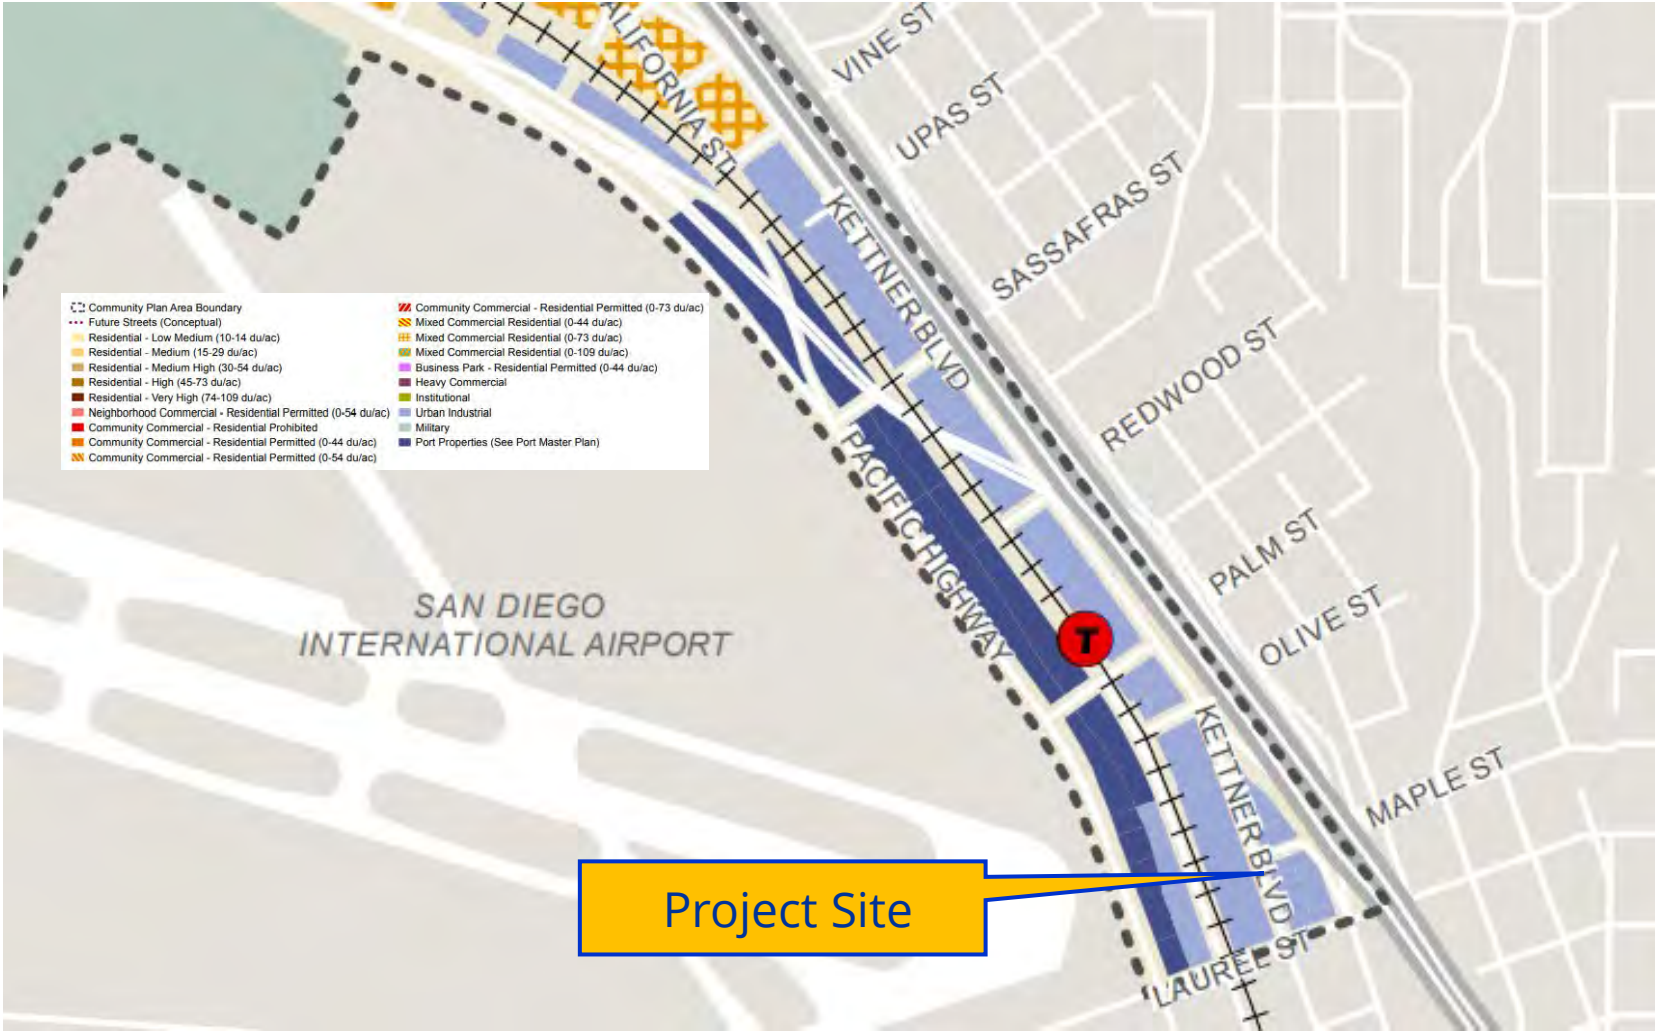 ALIFORNIA ST
VINE ST
UPAS ST
SASSAFRAS ST
KETTNER BLVD
REDWOOD ST
Community Plan Area Boundary
Future Streets (Conceptual)
Residential - Low Medium (10-14 du/ac)
Residential - Medium (15-29 du/ac)
Residential - Medium High (30-54 du/ac)
Residential - High (45-73 du/ac)
Residential - Very High (74-109 du/ac)
Neighborhood Commercial - Residential Permitted (0-54 du/ac)
Community Commercial - Residential Prohibited
Community Commercial - Residential Permitted (0-44 du/ac)
Community Commercial - Residential Permitted (0-54 du/ac)
Community Commercial - Residential Permitted (0-73 du/ac)
Mixed Commercial Residential (0-44 du/ac)
Mixed Commercial Residential (0-73 du/ac)
Mixed Commercial Residential (0-109 du/ac)
Business Park - Residential Permitted (0-44 du/ac)
Heavy Commercial
Institutional
Urban Industrial
Military
Port Properties (See Port Master Plan)
PACIFIC HIGHWAY
PALM ST
OLIVE ST
SAN DIEGO
INTERNATIONAL AIRPORT
T
KETTNER BLVD
MAPLE ST
Project Site
LAUREL ST